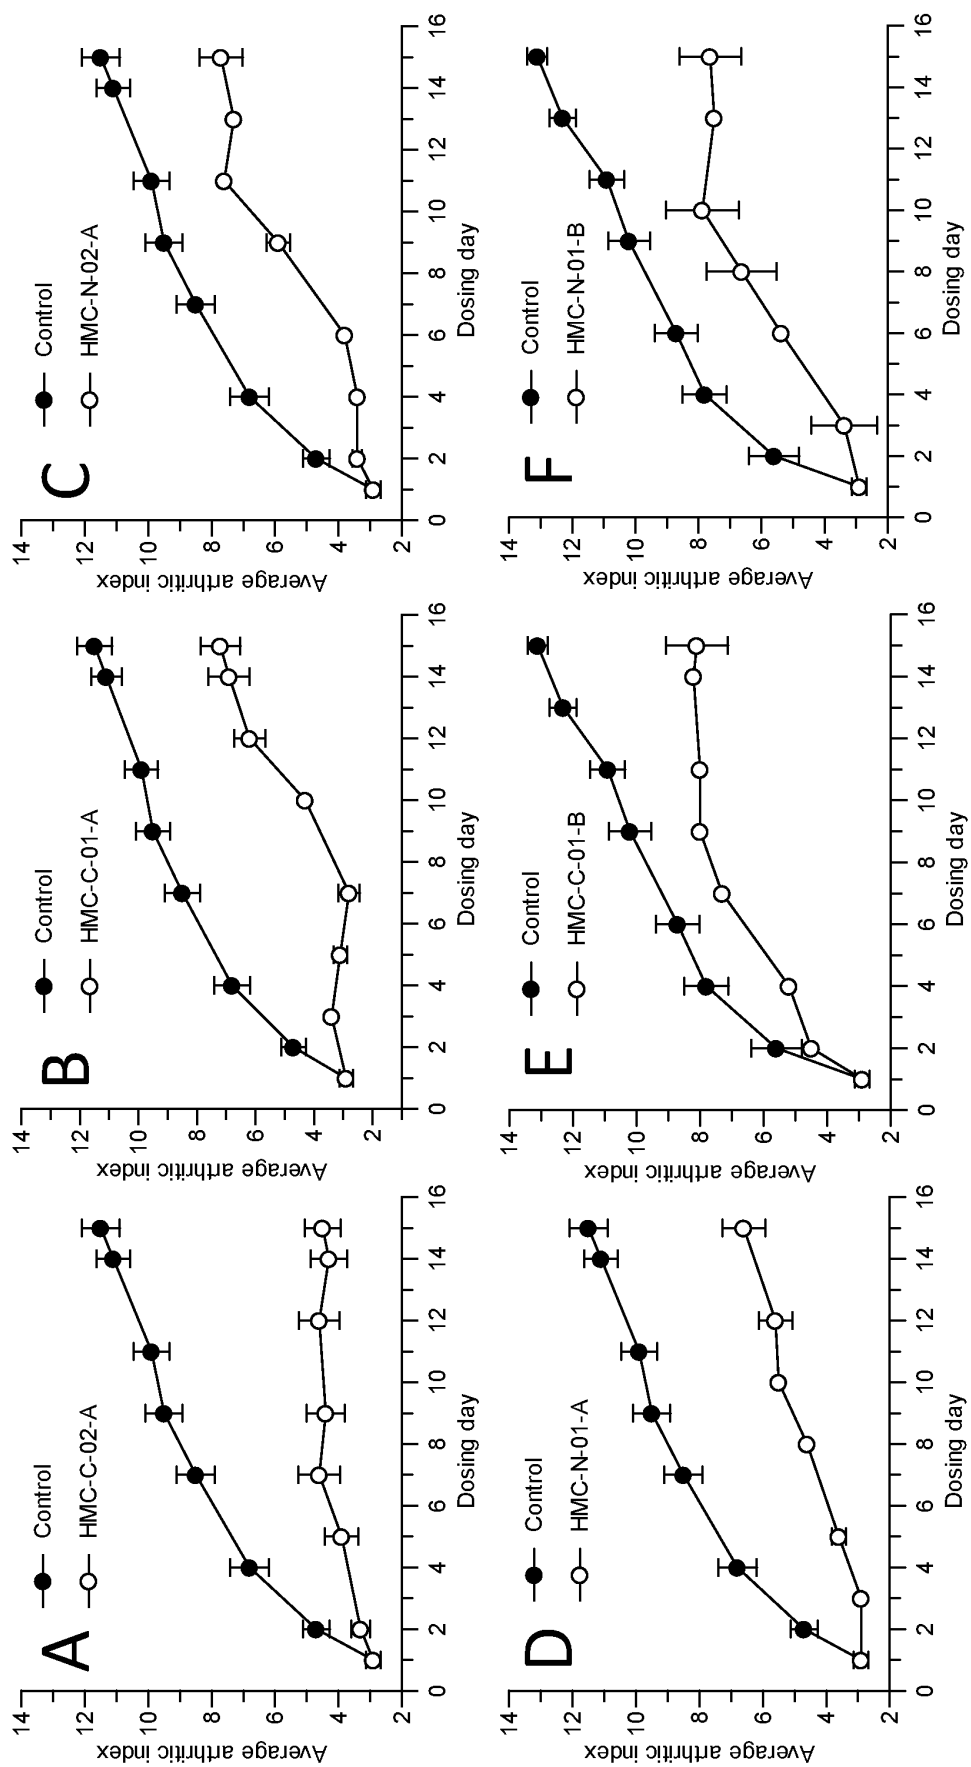 A
Control
HMC-C-02-A
Average arthritic index
14
12
10
8
6
4
2
0 2 4 6 8 10 12 14 16
Dosing day
B
Control
HMC-C-01-A
Average arthritic index
14
12
10
8
6
4
2
0 2 4 6 8 10 12 14 16
Dosing day
C
Control
HMC-N-02-A
Average arthritic index
14
12
10
8
6
4
2
0 2 4 6 8 10 12 14 16
Dosing day
D
Control
HMC-N-01-A
Average arthritic index
14
12
10
8
6
4
2
0 2 4 6 8 10 12 14 16
Dosing day
E
Control
HMC-C-01-B
Average arthritic index
14
12
10
8
6
4
2
0 2 4 6 8 10 12 14 16
Dosing day
F
Control
HMC-N-01-B
Average arthritic index
14
12
10
8
6
4
2
0 2 4 6 8 10 12 14 16
Dosing day